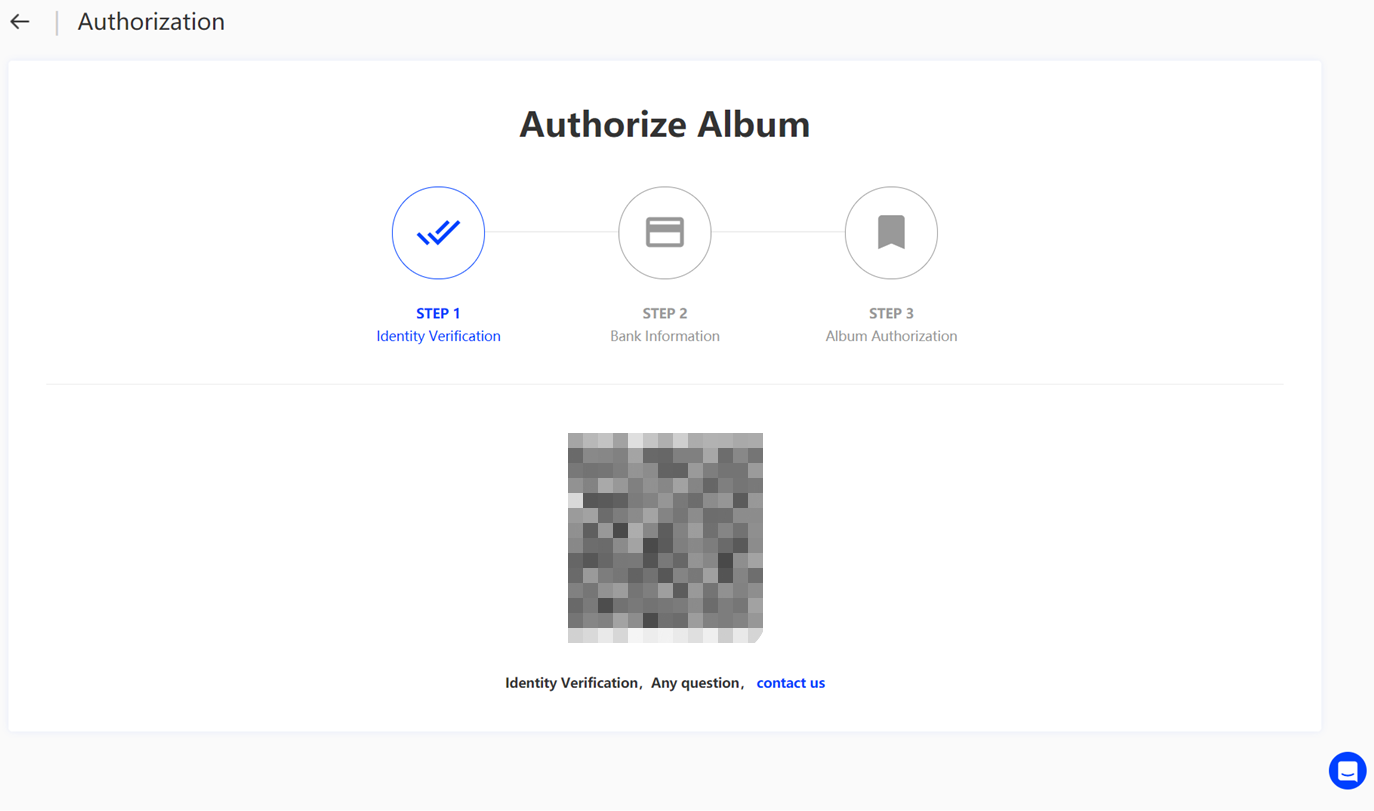 Authorization
Authorize Album
STEP 1
Identity Verification
STEP 2
Bank Information
STEP 3
Album Authorization
Identity Verification，Any question， contact us